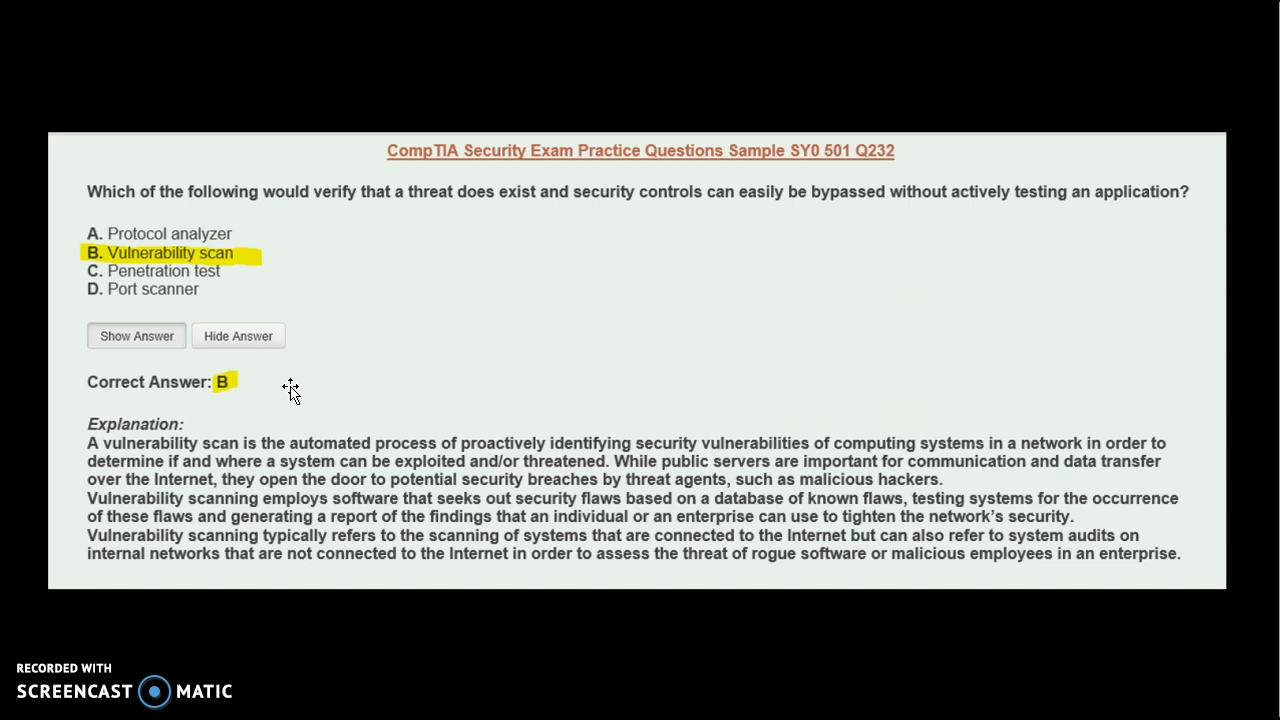 CompTIA Security Exam Practice Questions Sample SY0 501 Q232
Which of the following would verify that a threat does exist and security controls can easily be bypassed without actively testing an application?
A. Protocol analyzer
B. Vulnerability scan
C. Penetration test
D. Port scanner
Show Answer Hide Answer
Correct Answer: B
Explanation:
A vulnerability scan is the automated process of proactively identifying security vulnerabilities of computing systems in a network in order to
determine if and where a system can be exploited and/or threatened. While public servers are important for communication and data transfer
over the Internet, they open the door to potential security breaches by threat agents, such as malicious hackers.
Vulnerability scanning employs software that seeks out security flaws based on a database of known flaws, testing systems for the occurrence
of these flaws and generating a report of the findings that an individual or an enterprise can use to tighten the network's security.
Vulnerability scanning typically refers to the scanning of systems that are connected to the Internet but can also refer to system audits on
internal networks that are not connected to the Internet in order to assess the threat of rogue software or malicious employees in an enterprise.
RECORDED WITH
SCREENCAST MATIC